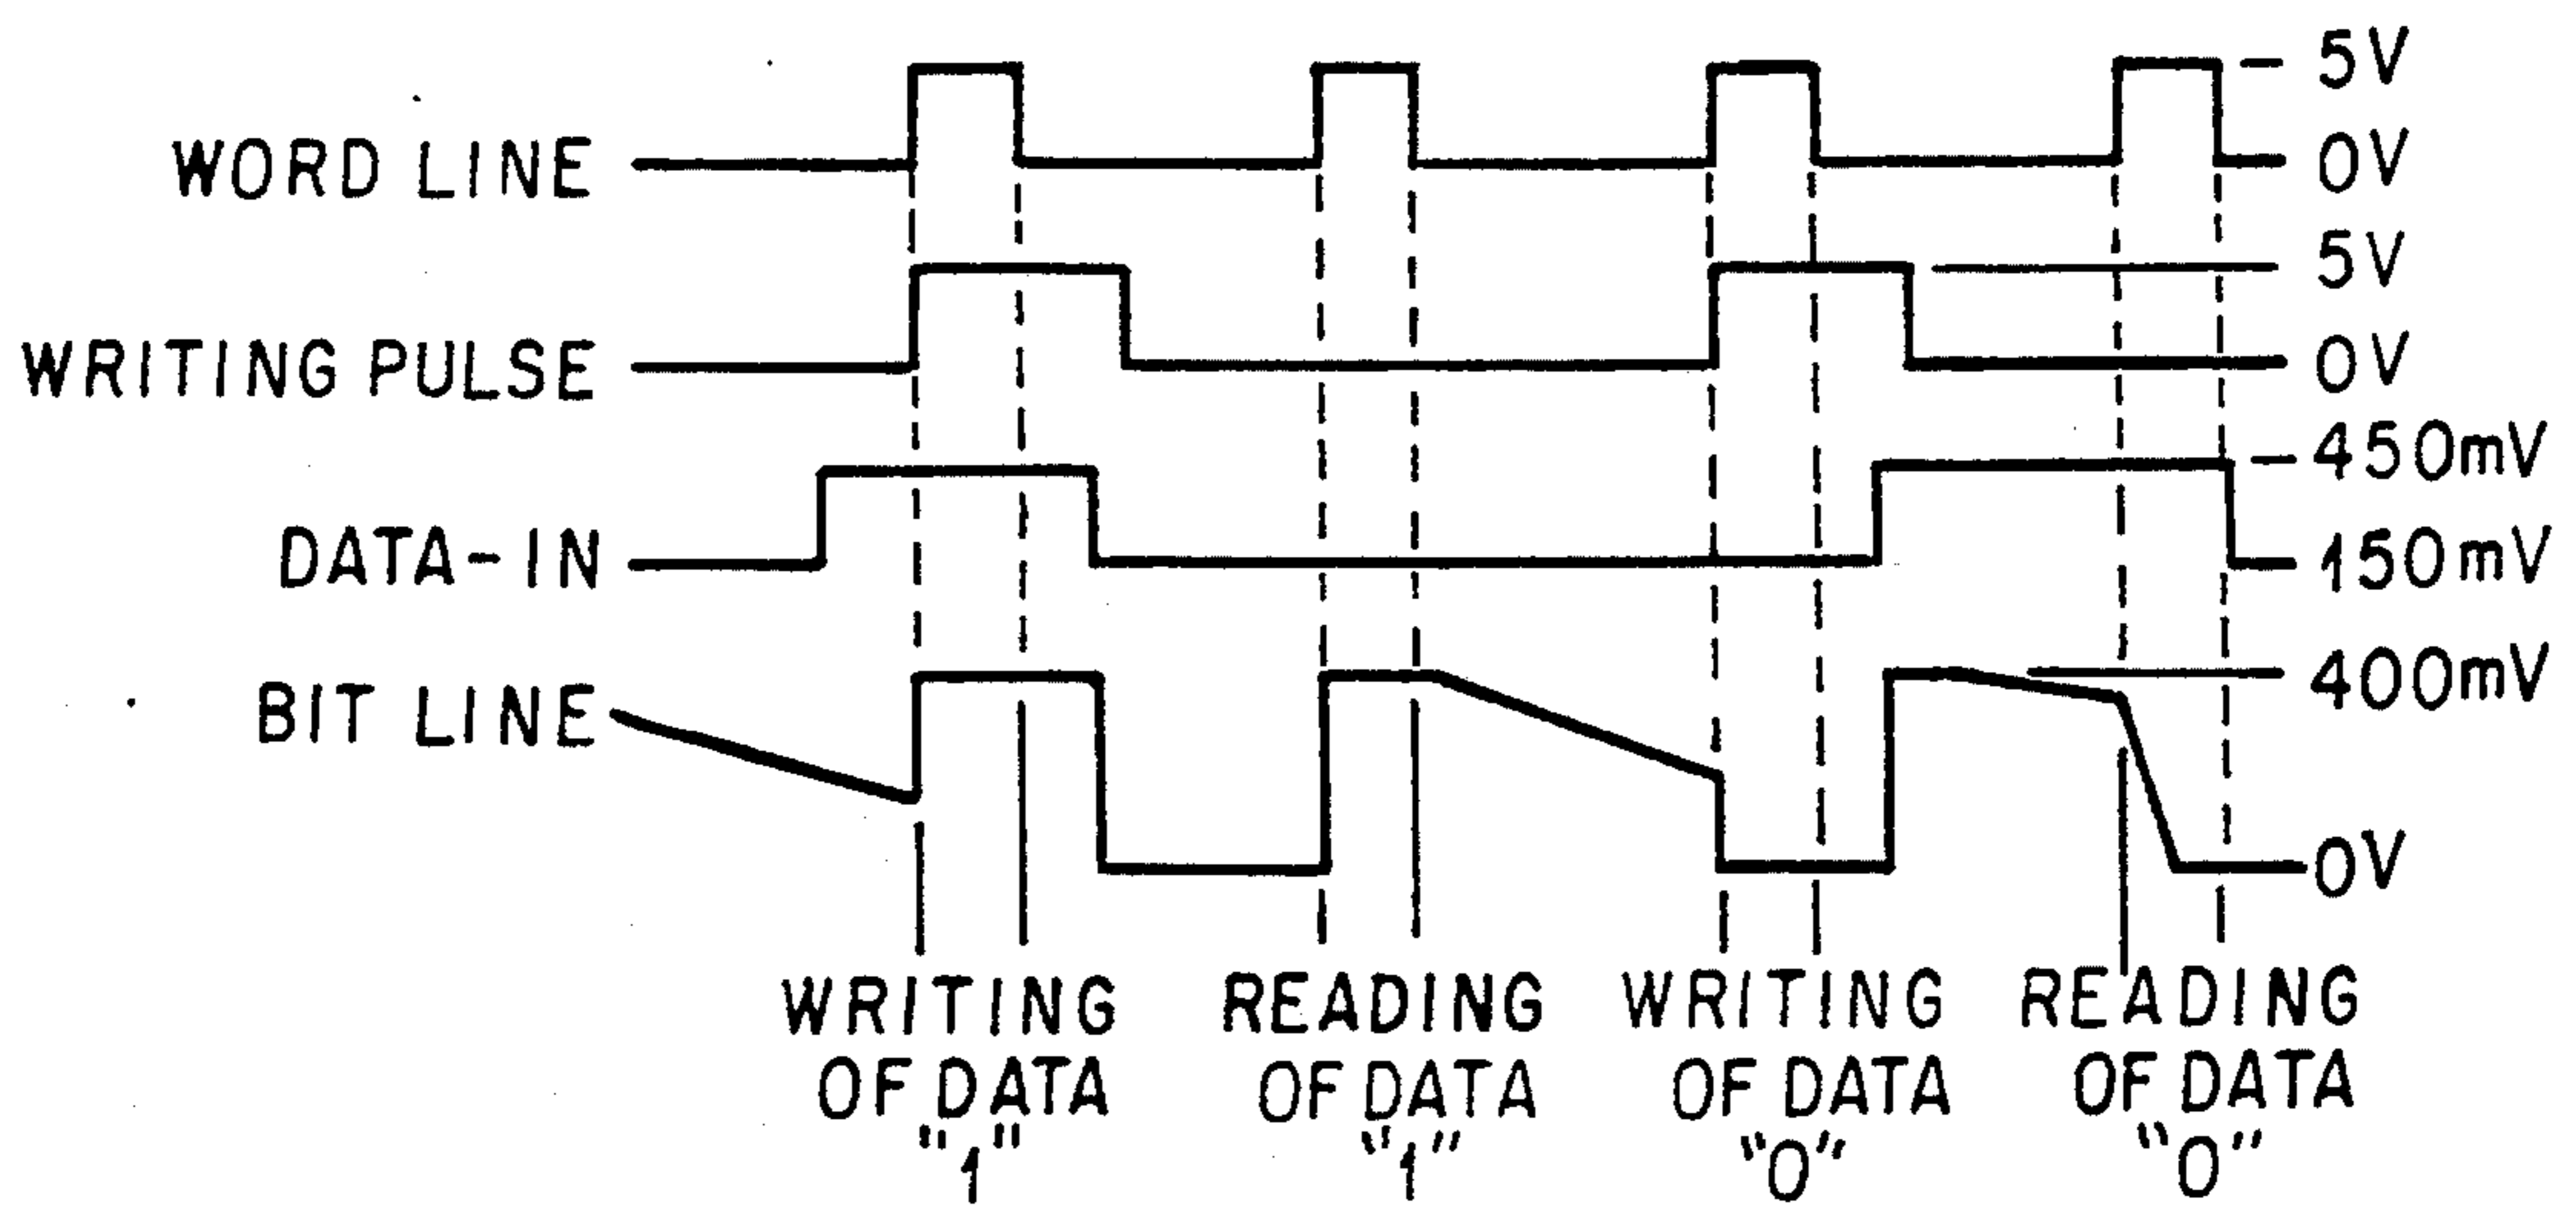 5V
WORD LINE
0V
5V
WRITING PULSE
0V
450mV
DATA-IN
150mV
400mV
BIT LINE
0V
WRITING OF DATA "1"
READING OF DATA "1"
WRITING OF DATA "0"
READING OF DATA "0"